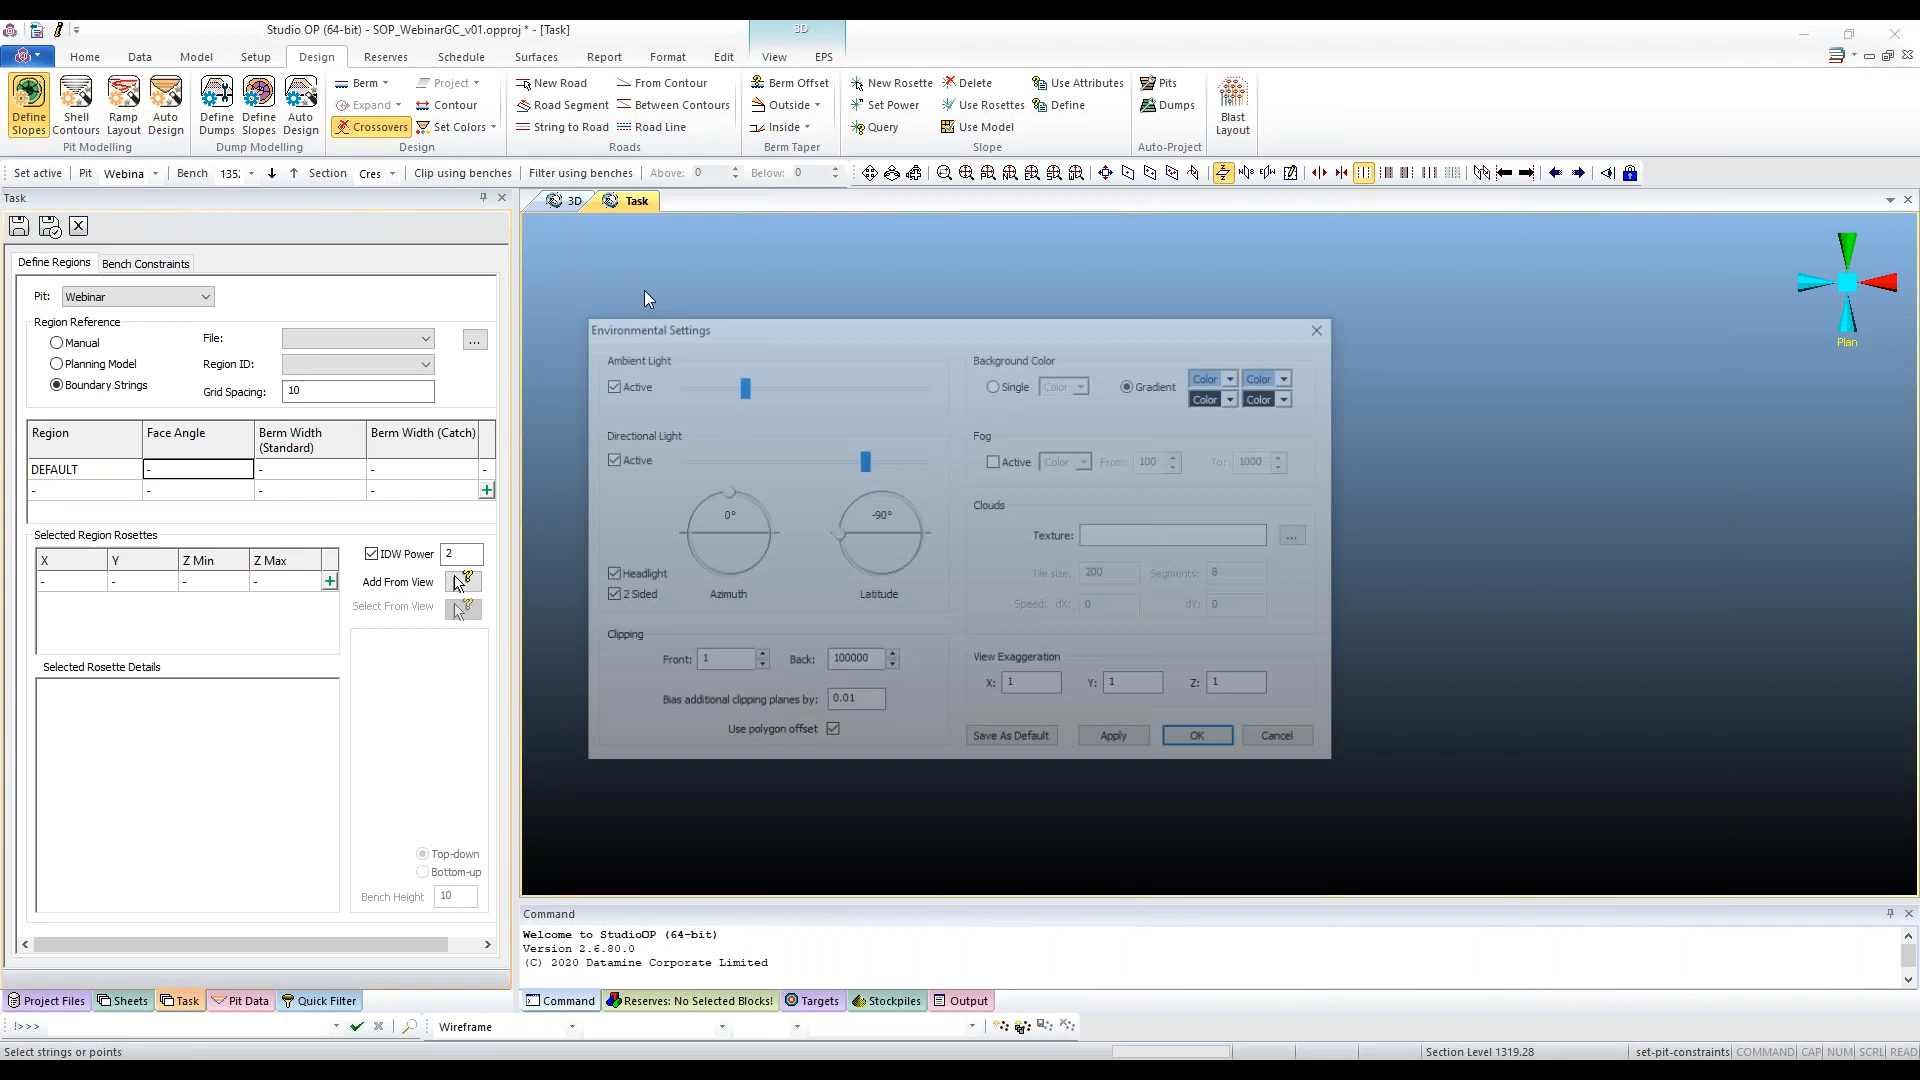 Studio OP (64-bit) - SOP_WebinarGC_v01.opproj * - [Task]
3D
Home Data Model Setup Design Reserves Schedule Surfaces Report Format Edit View EPS
Define Slopes
Shell Contours
Ramp Layout
Auto Design
Pit Modelling
Define Dumps
Define Slopes
Auto Design
Dump Modelling
Berm Project
Expand Contour
Crossovers Set Colors
Design
New Road From Contour
Road Segment Between Contours
String to Road Road Line
Roads
Berm Offset
Outside
Inside
Berm Taper
New Rosette Delete Use Attributes
Set Power Use Rosettes Define
Query Use Model
Slope
Pits
Dumps
Auto-Project
Blast Layout
Set active Pit Webina Bench 135: Section Cres Clip using benches Filter using benches Above: 0 Below: 0
Task
3D Task
Define Regions Bench Constraints
Pit: Webinar
Region Reference
Manual
Planning Model
Boundary Strings
File: ...
Region ID:
Grid Spacing: 10
Region Face Angle Berm Width (Standard) Berm Width (Catch)
DEFAULT - - - -
- - - -
Selected Region Rosettes
X Y Z Min Z Max
- - - -
IDW Power 2
Add From View
Select From View
Selected Rosette Details
Top-down
Bottom-up
Bench Height 10
Environmental Settings
Ambient Light
Active
Directional Light
Active
0° -90°
Headlight
2 Sided
Azimuth Latitude
Clipping
Front: 1 Back: 100000
Bias additional clipping planes by: 0.01
Use polygon offset
Background Color
Single Color Gradient Color Color
Color Color
Fog
Active Color From: 100 To: 1000
Clouds
Texture: ...
Tile size: 200 Segments: 8
Speed: dX: 0 dY: 0
View Exaggeration
X: 1 Y: 1 Z: 1
Save As Default Apply OK Cancel
Plan
Command
Welcome to StudioOP (64-bit)
Version 2.6.80.0
(C) 2020 Datamine Corporate Limited
Project Files Sheets Task Pit Data Quick Filter
Command Reserves: No Selected Blocks! Targets Stockpiles Output
!>>> Wireframe
Select strings or points
Section Level 1319.28 set-pit-constraints COMMAND CAP NUM SCRL READ